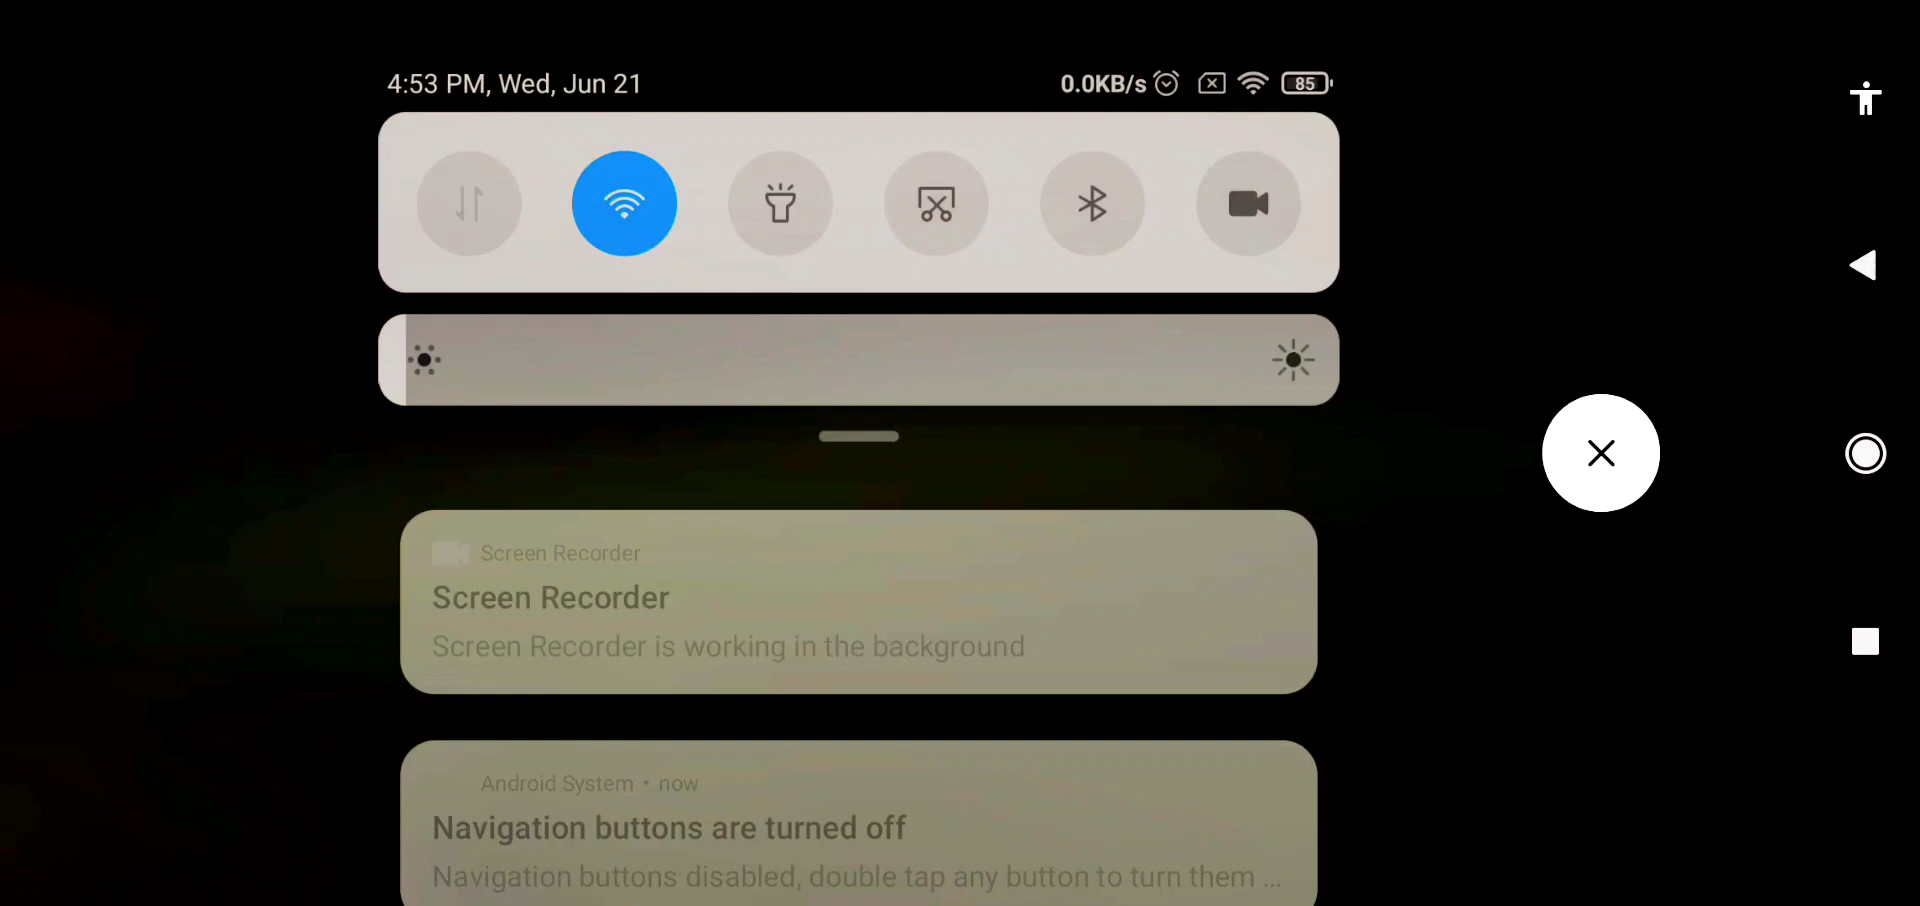 4:53 PM, Wed, Jun 21
0.0KB/s
85
Screen Recorder
Screen Recorder
Screen Recorder is working in the background
Android System • now
Navigation buttons are turned off
Navigation buttons disabled, double tap any button to turn them ...